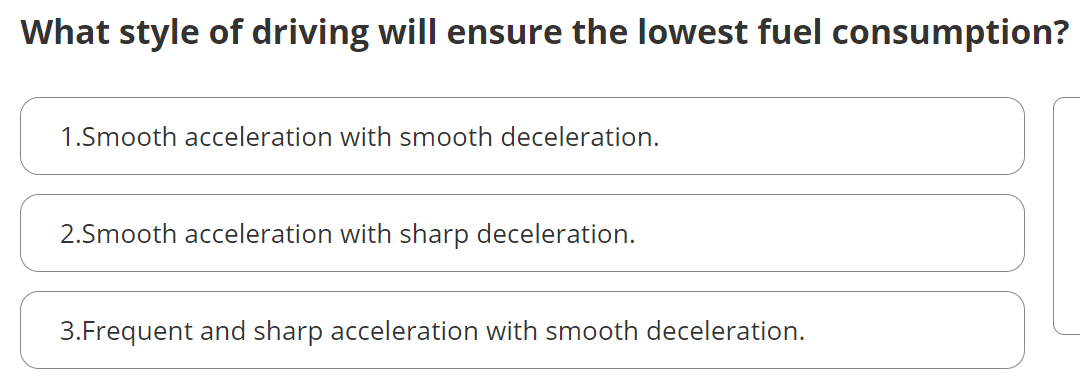 What style of driving will ensure the lowest fuel consumption?
1.Smooth acceleration with smooth deceleration.
2.Smooth acceleration with sharp deceleration.
3.Frequent and sharp acceleration with smooth deceleration.